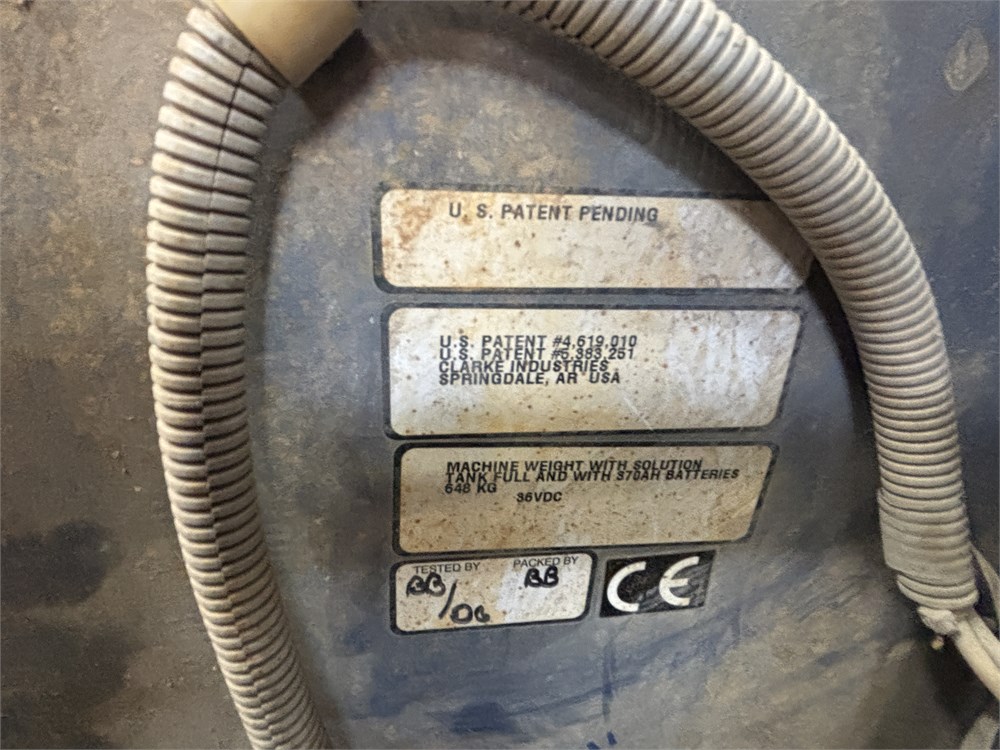 U. S. PATENT PENDING
U.S. PATENT #4,619,010
U.S. PATENT #5,383,251
CLARKE INDUSTRIES
SPRINGDALE, AR USA
MACHINE WEIGHT WITH SOLUTION
TANK FULL AND WITH 370AH BATTERIES
648 KG 36VDC
TESTED BY PACKED BY
BB/06 BB
CE